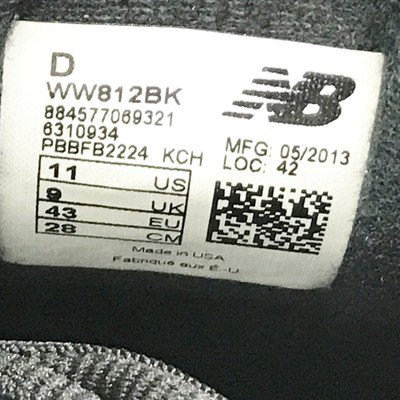 D
WW812BK
884577069321
6310934
PBBFB2224 KCH
NB
MFG: 05/2013
LOC: 42
11 US
9 UK
43 EU
28 CM
Made in USA
Fabriqué aux É.-U